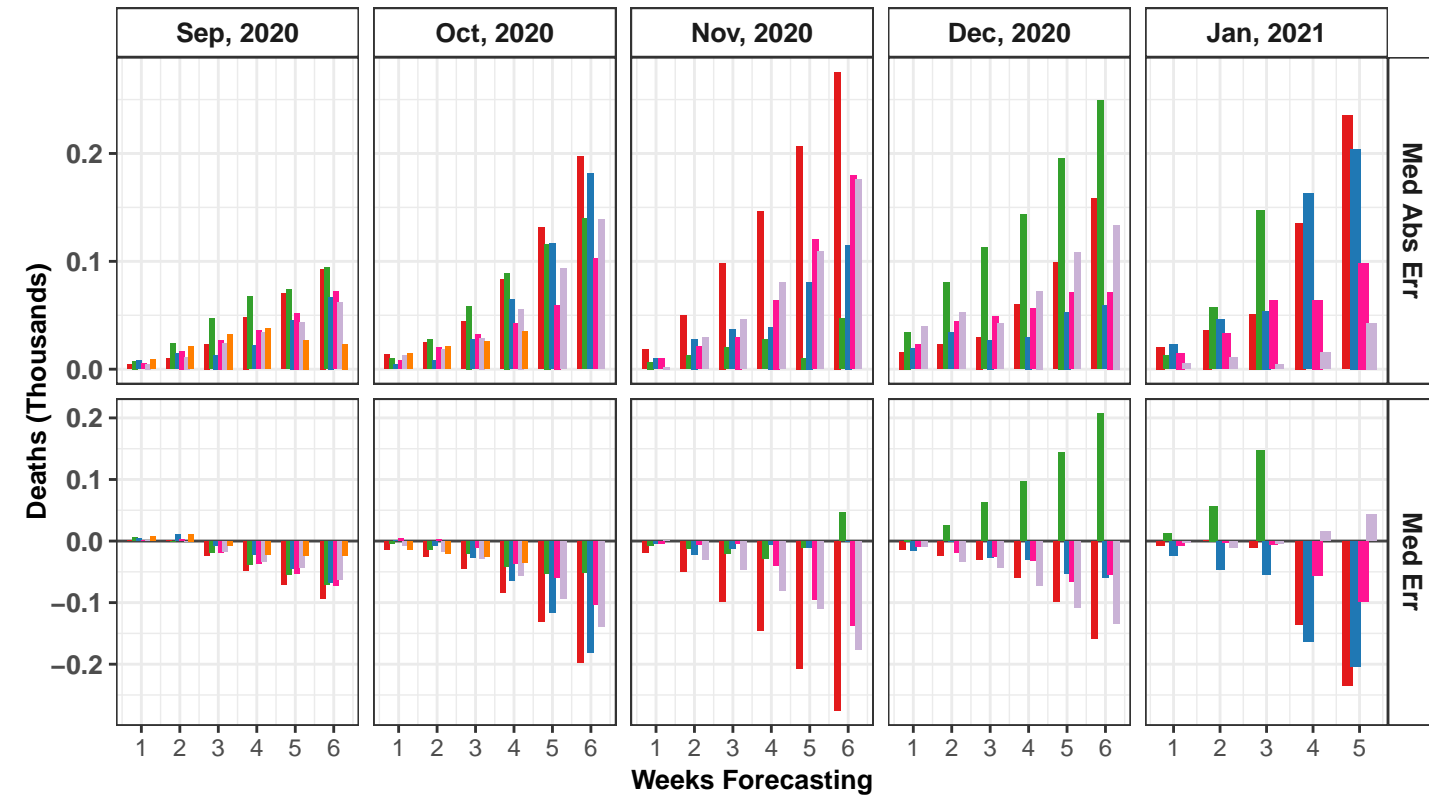 Sep, 2020 Oct, 2020 Nov, 2020 Dec, 2020 Jan, 2021
Deaths (Thousands)
0.2
0.1
0.0
Med Abs Err
0.2
0.1
0.0
−0.1
−0.2
Med Err
1 2 3 4 5 6 1 2 3 4 5 6 1 2 3 4 5 6 1 2 3 4 5 6 1 2 3 4 5
Weeks Forecasting